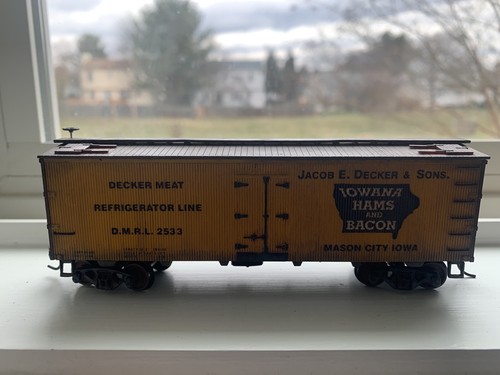 DECKER MEAT
REFRIGERATOR LINE
D.M.R.L. 2533
JACOB E. DECKER & SONS.
IOWANA
HAMS
AND
BACON
MASON CITY IOWA